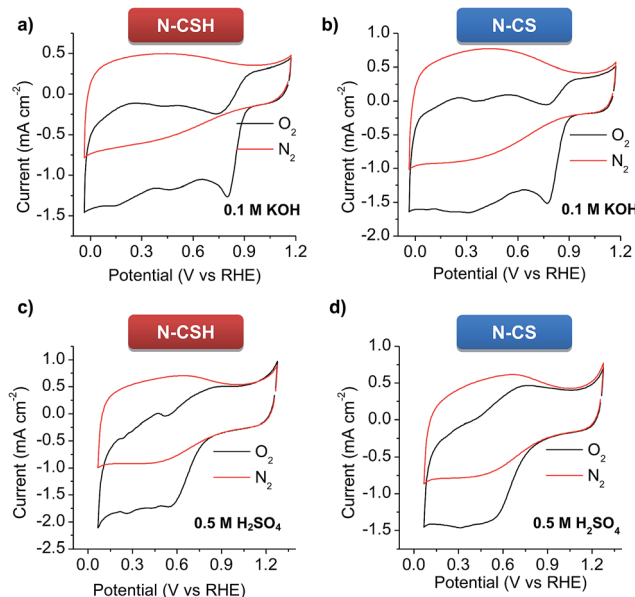 a)
N-CSH
Current (mA cm⁻²)
0.5
0.0
-0.5
-1.0
-1.5
O₂
N₂
0.1 M KOH
0.0 0.3 0.6 0.9 1.2
Potential (V vs RHE)
b)
N-CS
Current (mA cm⁻²)
1.0
0.5
0.0
-0.5
-1.0
-1.5
-2.0
O₂
N₂
0.1 M KOH
0.0 0.3 0.6 0.9 1.2
Potential (V vs RHE)
c)
N-CSH
Current (mA cm⁻²)
1.0
0.5
0.0
-0.5
-1.0
-1.5
-2.0
-2.5
O₂
N₂
0.5 M H₂SO₄
0.0 0.3 0.6 0.9 1.2
Potential (V vs RHE)
d)
N-CS
Current (mA cm⁻²)
1.0
0.5
0.0
-0.5
-1.0
-1.5
O₂
N₂
0.5 M H₂SO₄
0.0 0.3 0.6 0.9 1.2
Potential (V vs RHE)